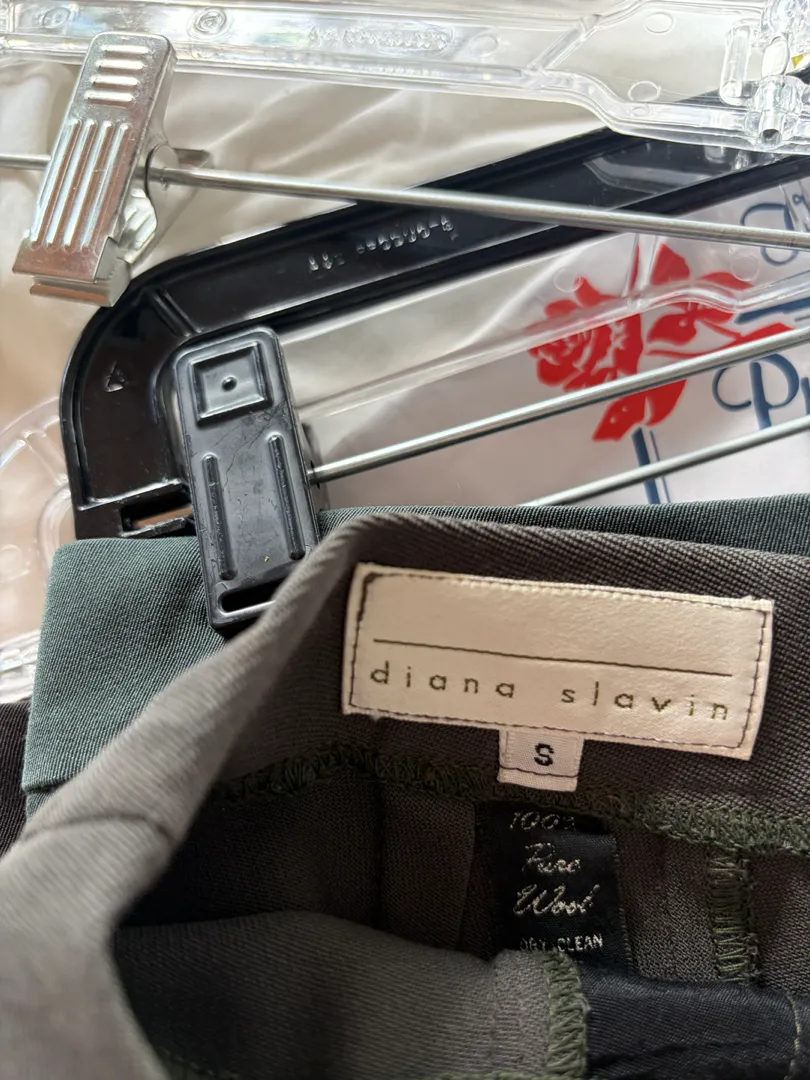 diana slavin
S
100%
Pure
Wool
DRY CLEAN